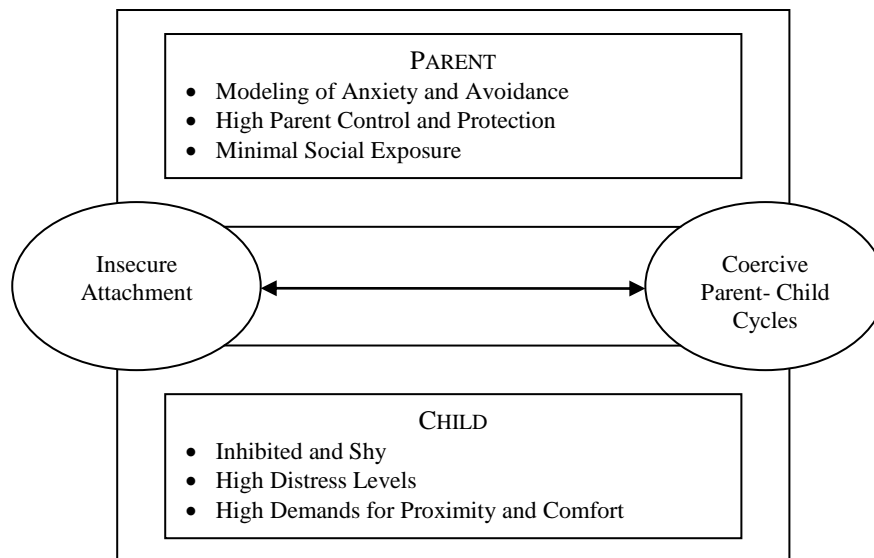 PARENT
• Modeling of Anxiety and Avoidance
• High Parent Control and Protection
• Minimal Social Exposure
Insecure
Attachment
Coercive
Parent- Child
Cycles
CHILD
• Inhibited and Shy
• High Distress Levels
• High Demands for Proximity and Comfort